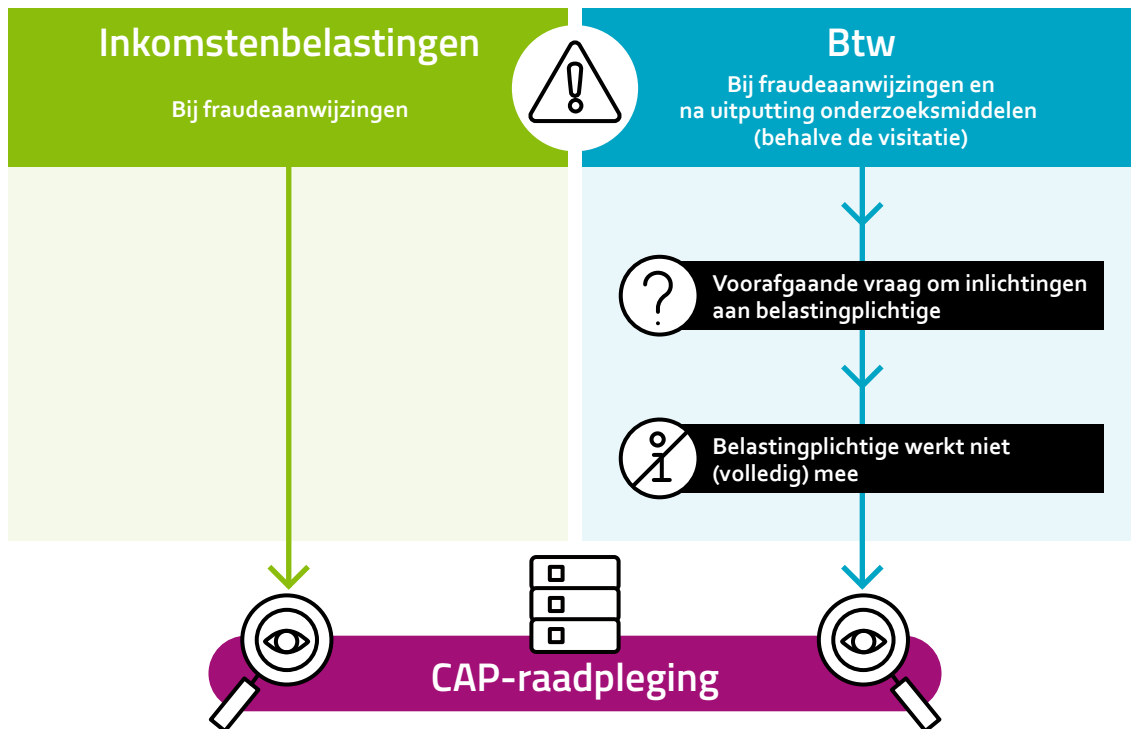 Inkomstenbelastingen
Bij fraudeaanwijzingen
Btw
Bij fraudeaanwijzingen en
na uitputting onderzoeksmiddelen
(behalve de visitatie)
Voorafgaande vraag om inlichtingen
aan belastingplichtige
Belastingplichtige werkt niet
(volledig) mee
CAP-raadpleging